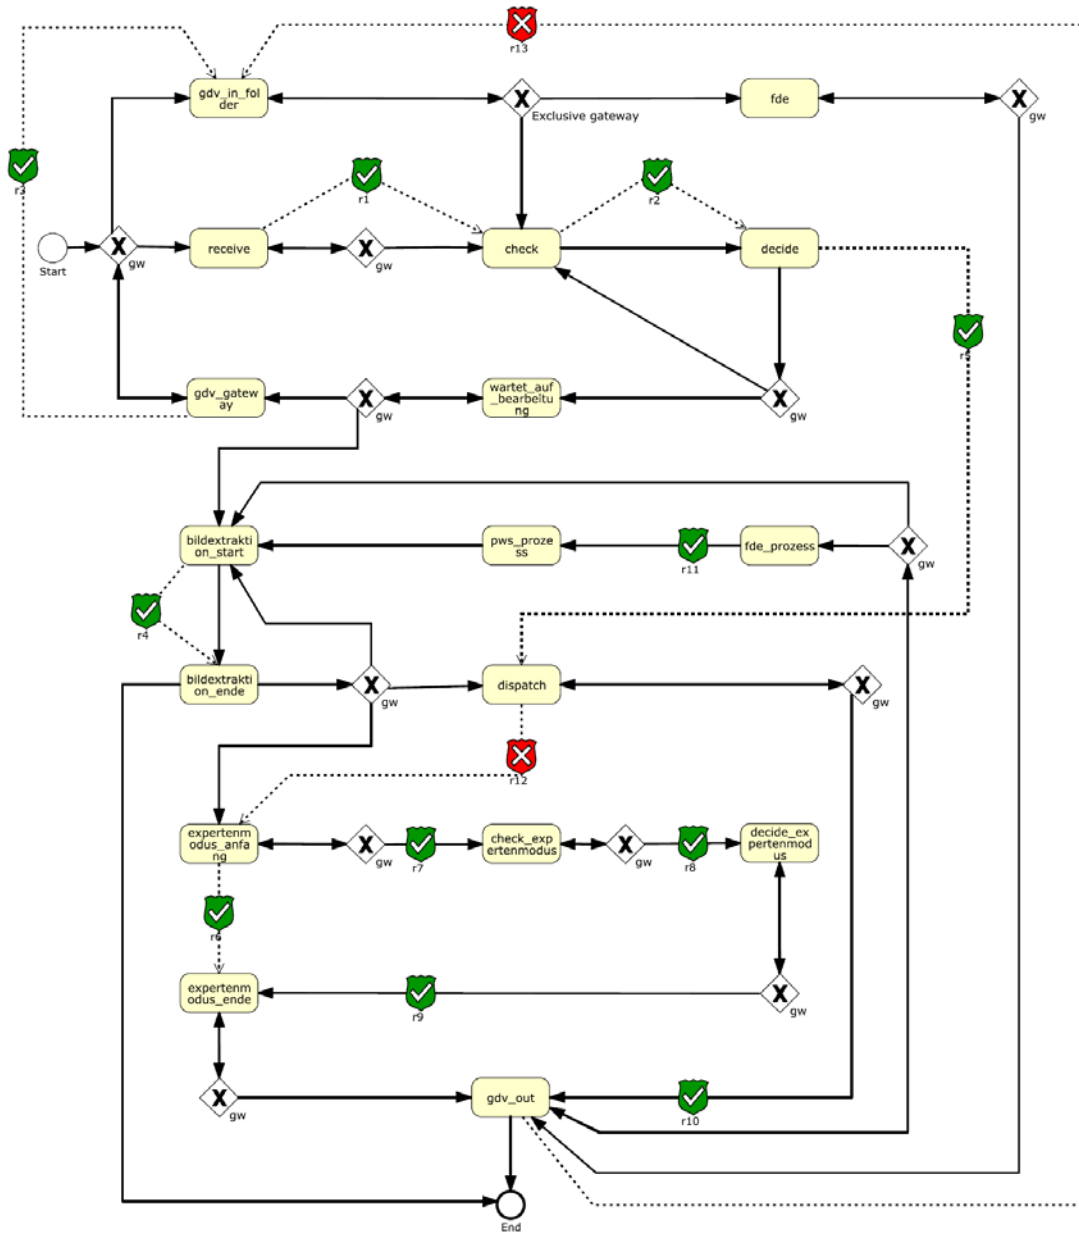 r13
gdv_in_fol
der
X
Exclusive gateway
fde
X
gw
r3
r1
r2
Start
X
gw
receive
X
gw
check
decide
r5
gdv_gatew
ay
X
gw
wartet_auf
_bearbeitu
ng
X
gw
bildextrakti
on_start
pws_proze
ss
r11
fde_prozess
X
gw
r4
bildextrakti
on_ende
X
gw
dispatch
X
gw
r12
expertenm
odus_anfa
ng
X
gw
r7
check_exp
ertenmodus
X
gw
r8
decide_ex
pertenmod
us
r6
expertenm
odus_ende
r9
X
gw
X
gw
gdv_out
r10
End